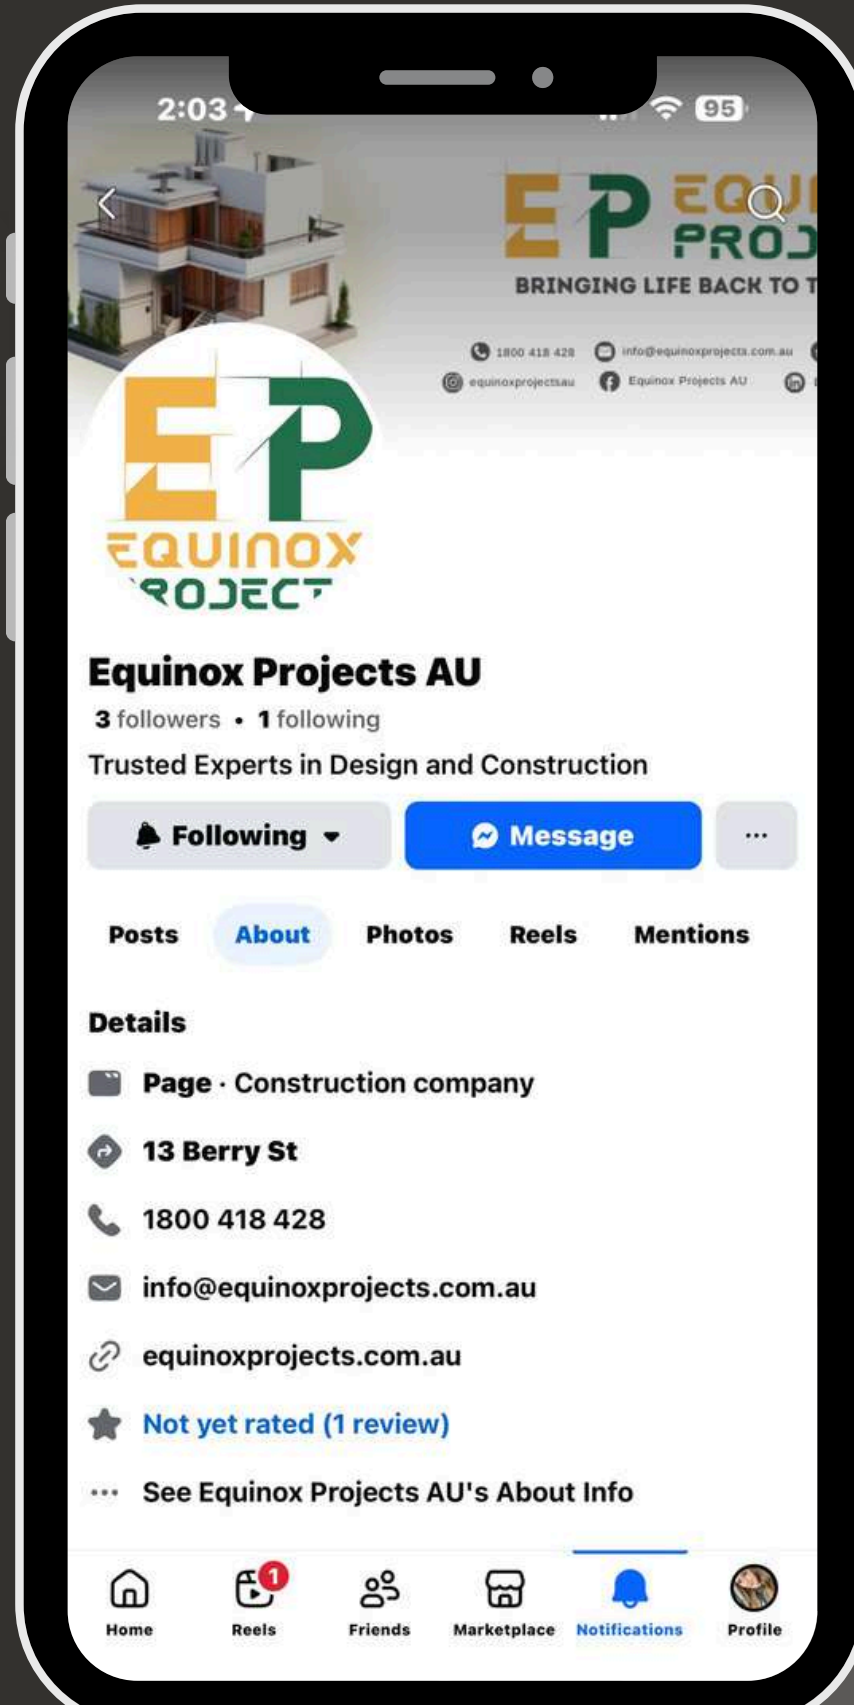 2:03
95
EP EQUI
PROJ
BRINGING LIFE BACK TO T
1800 418 428 info@equinoxprojects.com.au
equinoxprojectsau Equinox Projects AU
EP
EQUINOX
PROJECT
Equinox Projects AU
3 followers • 1 following
Trusted Experts in Design and Construction
Following
Message
...
Posts About Photos Reels Mentions
Details
Page · Construction company
13 Berry St
1800 418 428
info@equinoxprojects.com.au
equinoxprojects.com.au
Not yet rated (1 review)
See Equinox Projects AU's About Info
1
Home Reels Friends Marketplace Notifications Profile